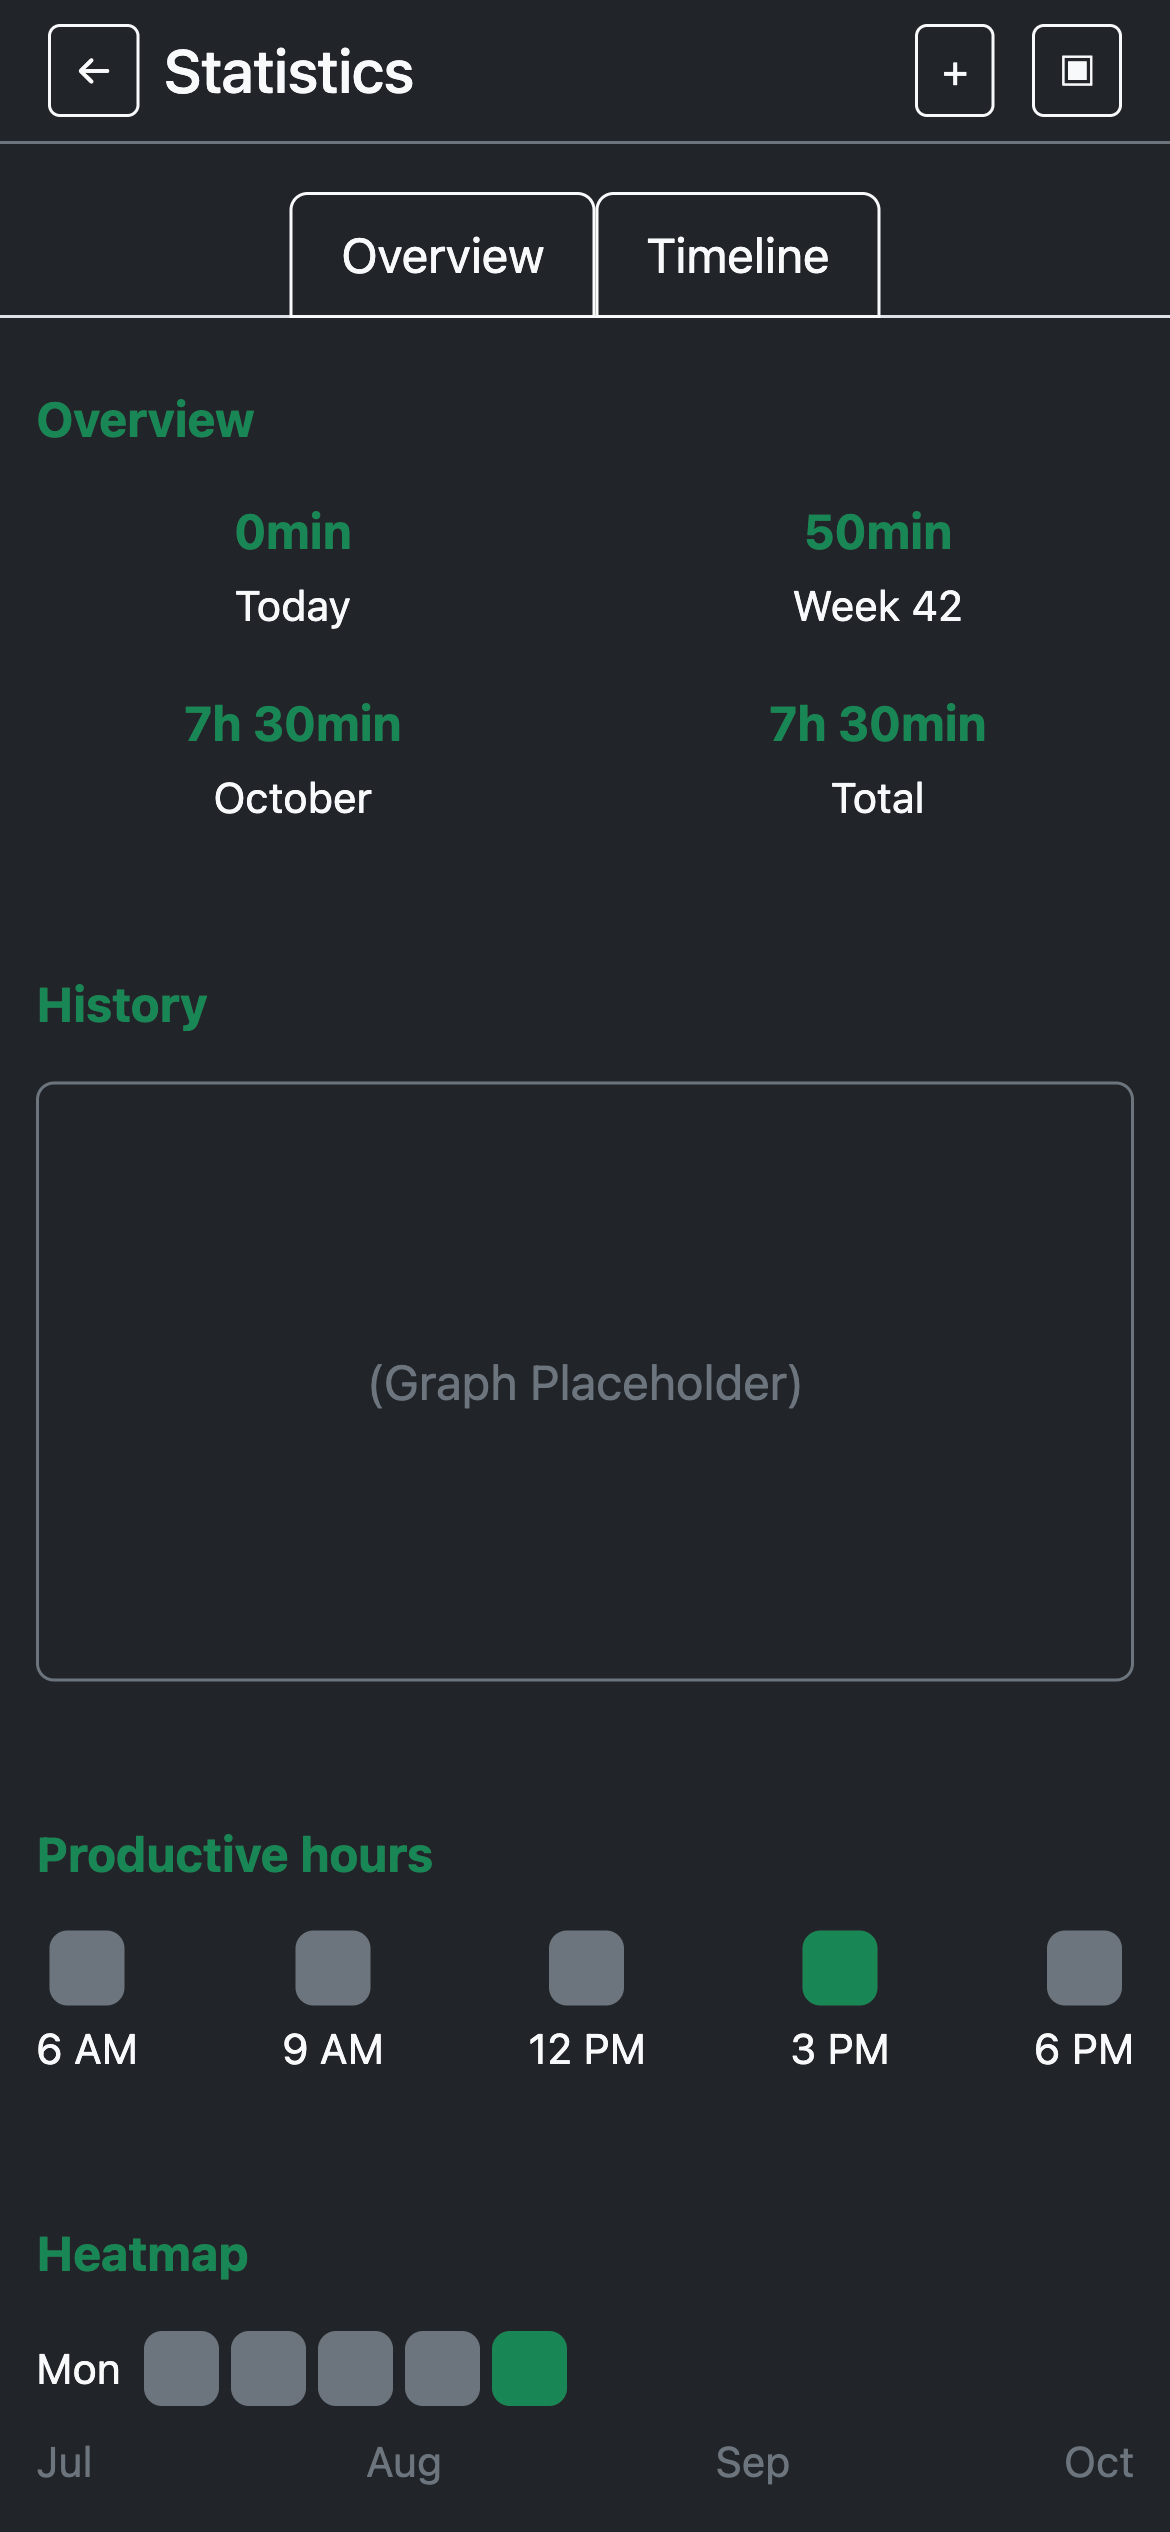 ← Statistics + ▣
Overview Timeline
Overview
0min 50min
Today Week 42
7h 30min 7h 30min
October Total
History
(Graph Placeholder)
Productive hours
6 AM 9 AM 12 PM 3 PM 6 PM
Heatmap
Mon
Jul Aug Sep Oct